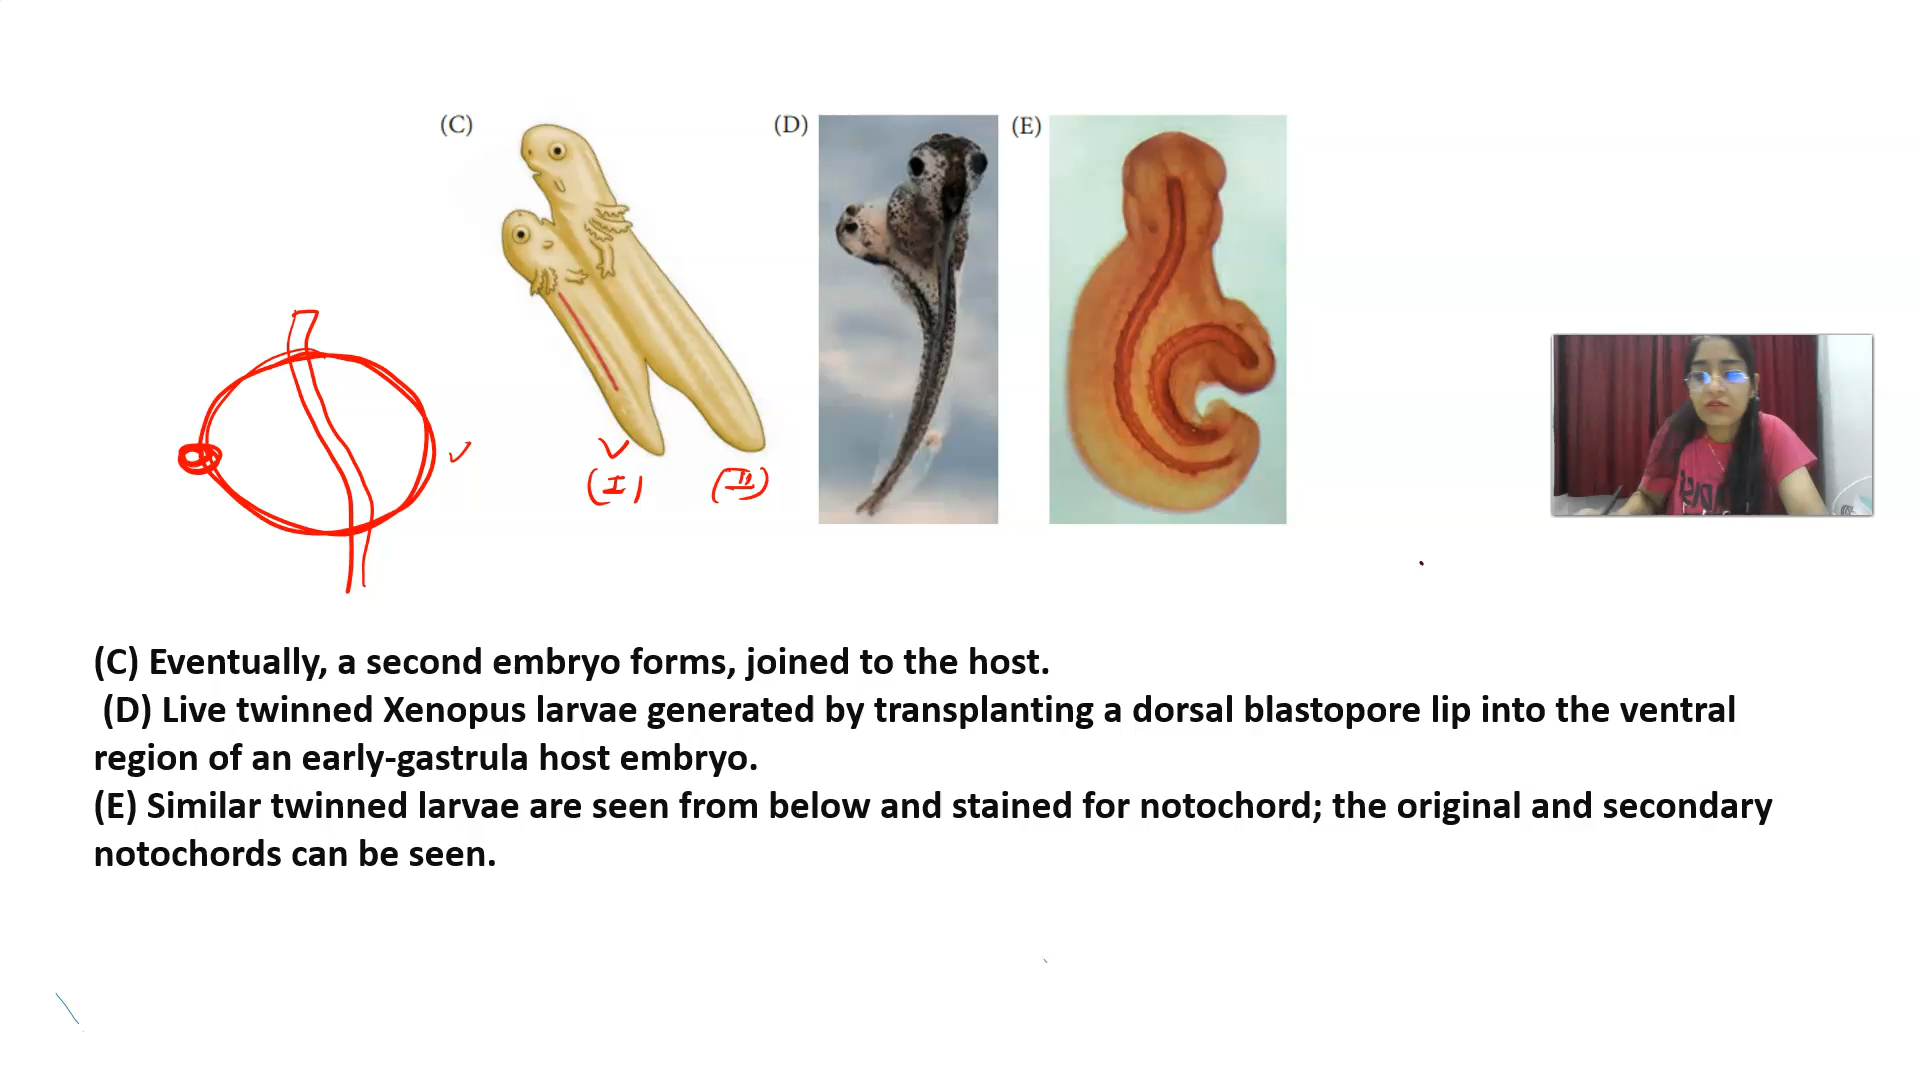 (C)
(D)
(E)
(I)
(II)
(C) Eventually, a second embryo forms, joined to the host.
(D) Live twinned Xenopus larvae generated by transplanting a dorsal blastopore lip into the ventral
region of an early-gastrula host embryo.
(E) Similar twinned larvae are seen from below and stained for notochord; the original and secondary
notochords can be seen.